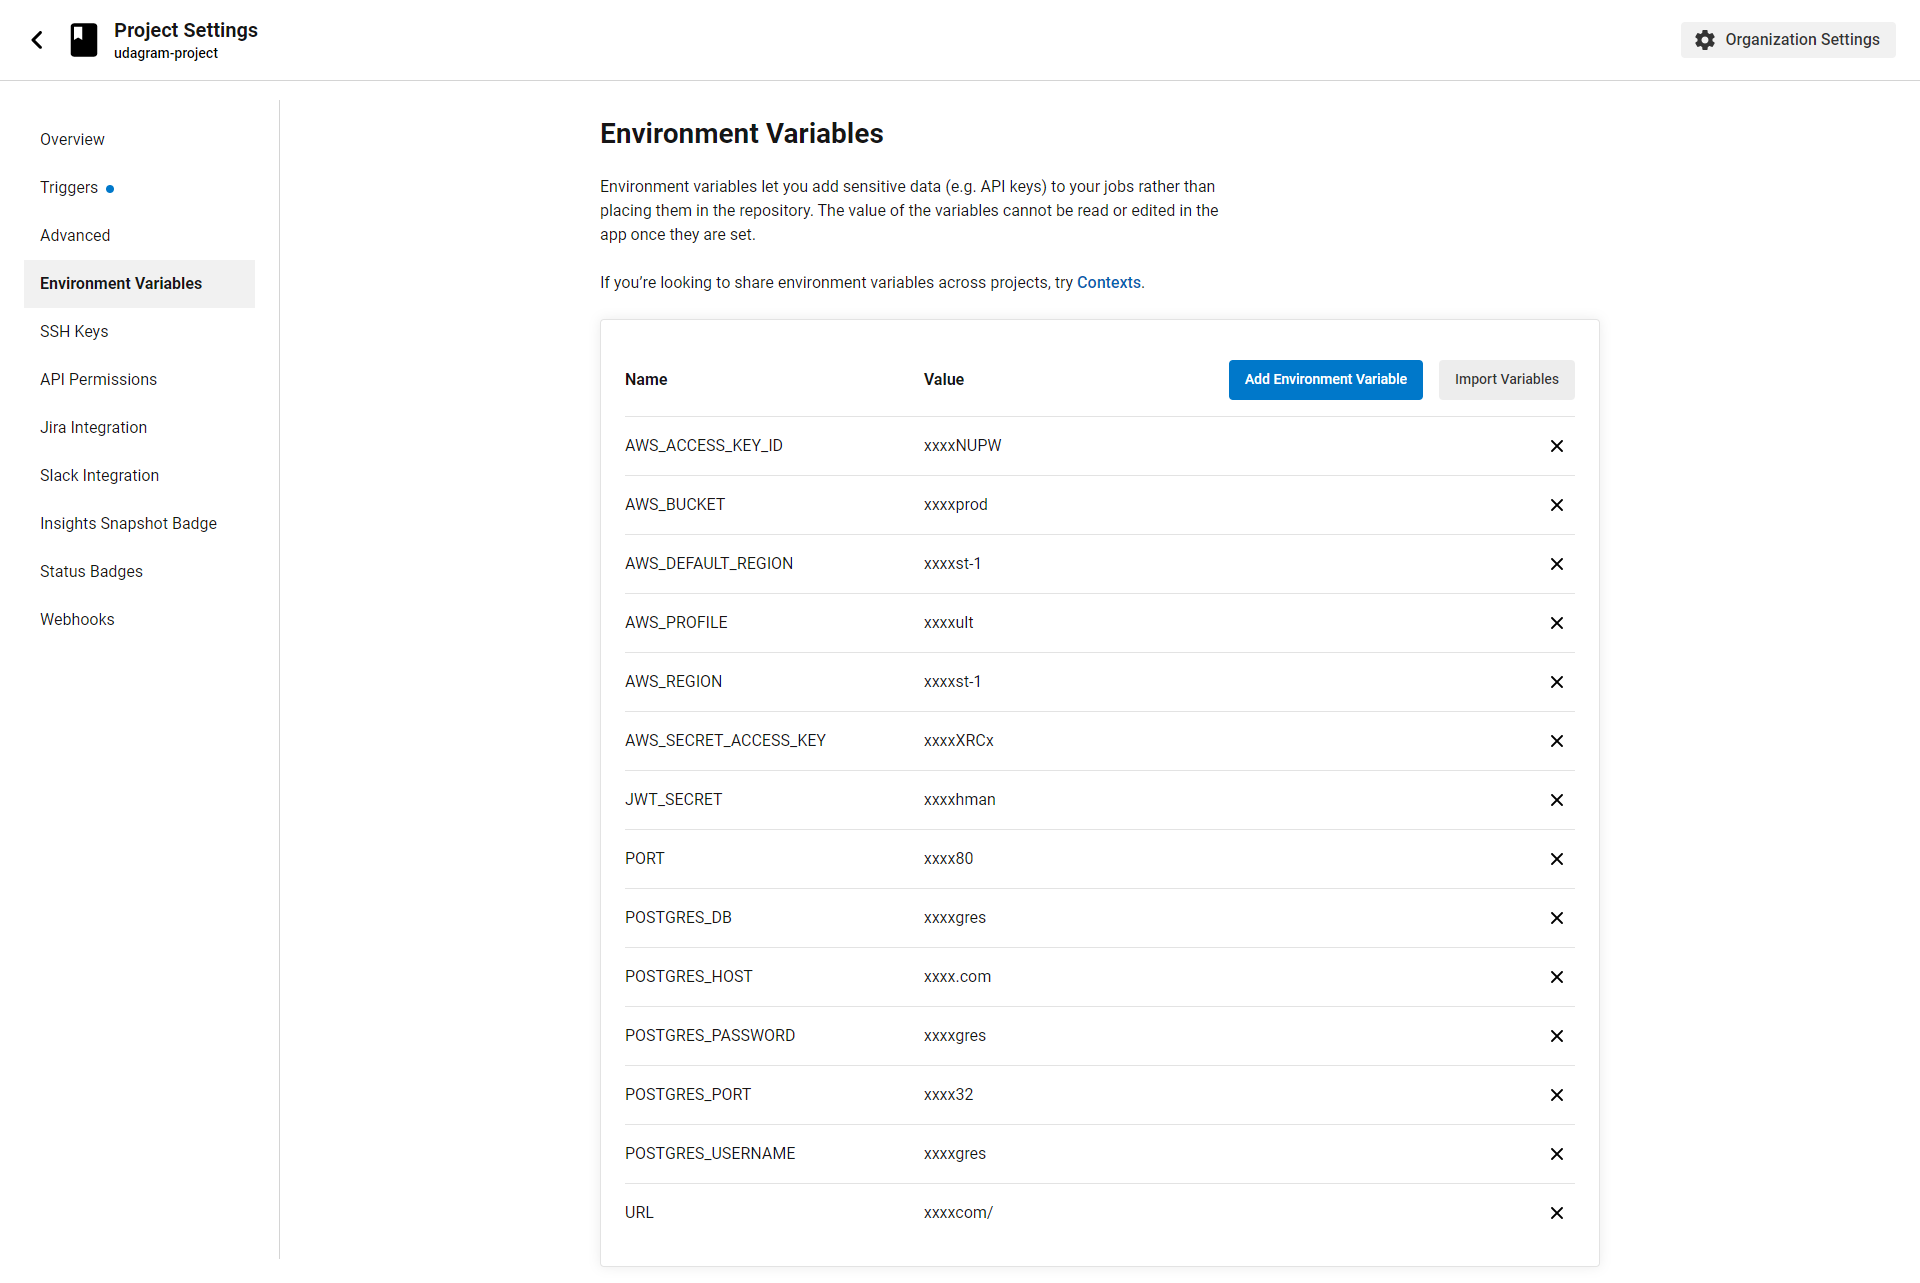 Project Settings
udagram-project
Organization Settings
Overview
Triggers
Advanced
Environment Variables
SSH Keys
API Permissions
Jira Integration
Slack Integration
Insights Snapshot Badge
Status Badges
Webhooks
Environment Variables
Environment variables let you add sensitive data (e.g. API keys) to your jobs rather than
placing them in the repository. The value of the variables cannot be read or edited in the
app once they are set.
If you’re looking to share environment variables across projects, try Contexts.
Name Value Add Environment Variable Import Variables
AWS_ACCESS_KEY_ID xxxxNUPW
AWS_BUCKET xxxxprod
AWS_DEFAULT_REGION xxxxst-1
AWS_PROFILE xxxxult
AWS_REGION xxxxst-1
AWS_SECRET_ACCESS_KEY xxxxXRCx
JWT_SECRET xxxxhman
PORT xxxx80
POSTGRES_DB xxxxgres
POSTGRES_HOST xxxx.com
POSTGRES_PASSWORD xxxxgres
POSTGRES_PORT xxxx32
POSTGRES_USERNAME xxxxgres
URL xxxxcom/